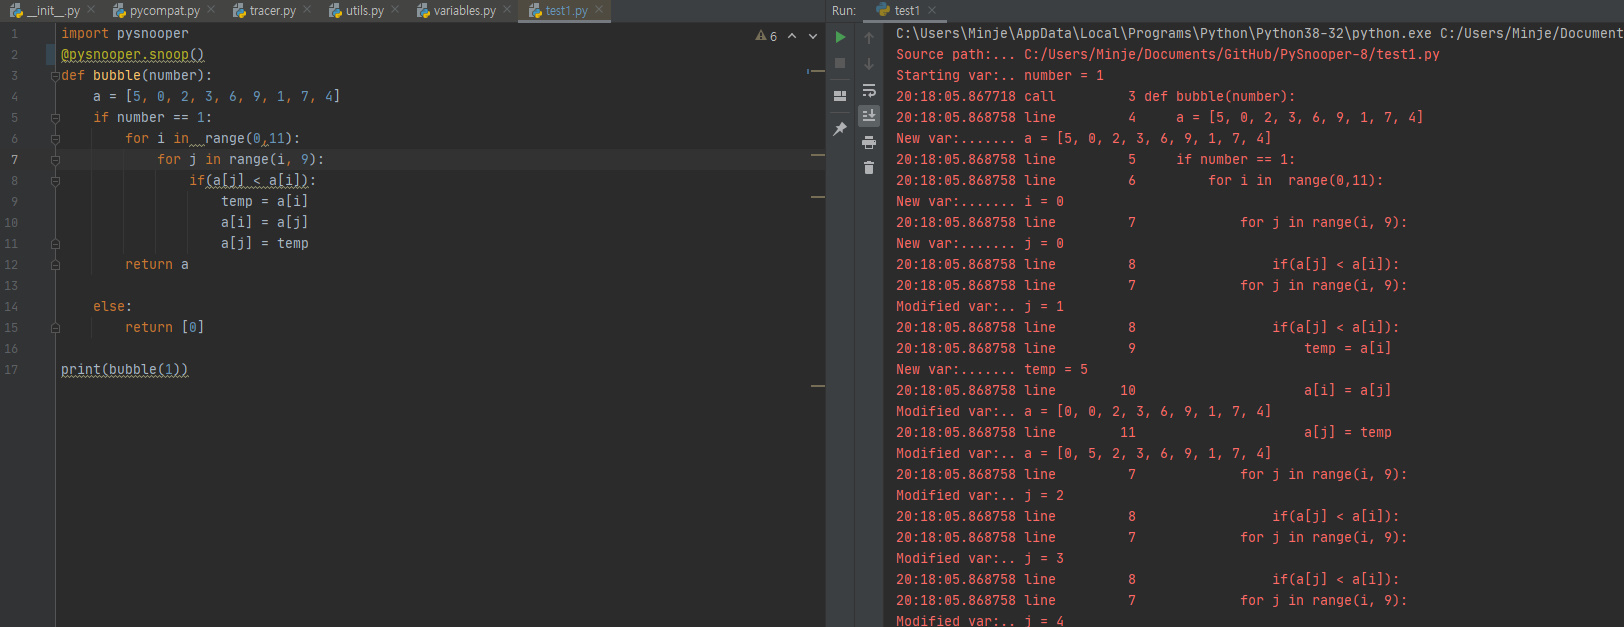 __init__.py pycompat.py tracer.py utils.py variables.py test1.py
1 import pysnooper
2 @pysnooper.snoop()
3 def bubble(number):
4 a = [5, 0, 2, 3, 6, 9, 1, 7, 4]
5 if number == 1:
6 for i in  range(0,11):
7 for j in range(i, 9):
8 if(a[j] < a[i]):
9 temp = a[i]
10 a[i] = a[j]
11 a[j] = temp
12 return a
13
14 else:
15 return [0]
16
17 print(bubble(1))
6
Run: test1
C:\Users\Minje\AppData\Local\Programs\Python\Python38-32\python.exe C:/Users/Minje/Document
Source path:... C:/Users/Minje/Documents/GitHub/PySnooper-8/test1.py
Starting var:.. number = 1
20:18:05.867718 call 3 def bubble(number):
20:18:05.868758 line 4 a = [5, 0, 2, 3, 6, 9, 1, 7, 4]
New var:....... a = [5, 0, 2, 3, 6, 9, 1, 7, 4]
20:18:05.868758 line 5 if number == 1:
20:18:05.868758 line 6 for i in  range(0,11):
New var:....... i = 0
20:18:05.868758 line 7 for j in range(i, 9):
New var:....... j = 0
20:18:05.868758 line 8 if(a[j] < a[i]):
20:18:05.868758 line 7 for j in range(i, 9):
Modified var:.. j = 1
20:18:05.868758 line 8 if(a[j] < a[i]):
20:18:05.868758 line 9 temp = a[i]
New var:....... temp = 5
20:18:05.868758 line 10 a[i] = a[j]
Modified var:.. a = [0, 0, 2, 3, 6, 9, 1, 7, 4]
20:18:05.868758 line 11 a[j] = temp
Modified var:.. a = [0, 5, 2, 3, 6, 9, 1, 7, 4]
20:18:05.868758 line 7 for j in range(i, 9):
Modified var:.. j = 2
20:18:05.868758 line 8 if(a[j] < a[i]):
20:18:05.868758 line 7 for j in range(i, 9):
Modified var:.. j = 3
20:18:05.868758 line 8 if(a[j] < a[i]):
20:18:05.868758 line 7 for j in range(i, 9):
Modified var:.. j = 4